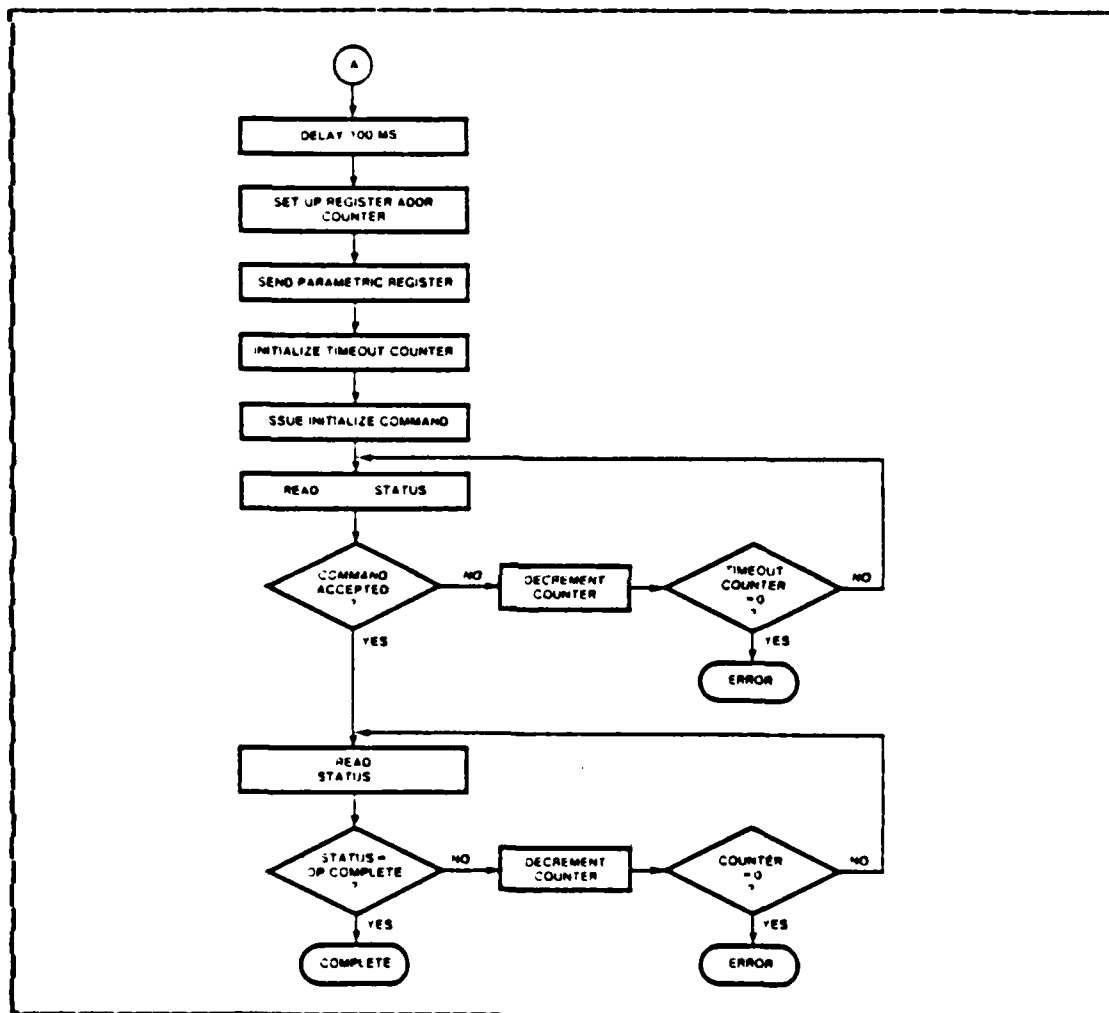 A
DELAY 100 MS
SET UP REGISTER ADDR
COUNTER
SEND PARAMETRIC REGISTER
INITIALIZE TIMEOUT COUNTER
ISSUE INITIALIZE COMMAND
READ STATUS
COMMAND
ACCEPTED
?
NO
DECREMENT
COUNTER
TIMEOUT
COUNTER
=0
?
NO
YES
YES
ERROR
READ
STATUS
STATUS =
OP COMPLETE
?
NO
DECREMENT
COUNTER
COUNTER
=0
?
NO
YES
YES
COMPLETE
ERROR